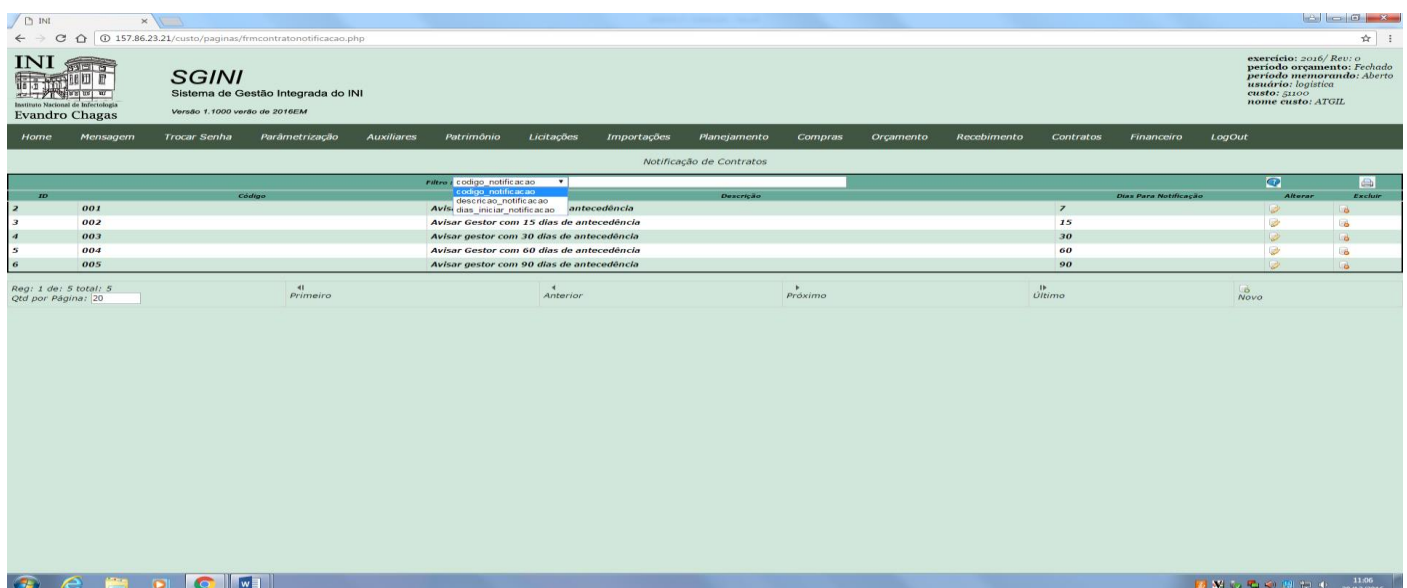 INI
157.86.23.21/custo/paginas/frmcontratonotificacao.php
INI
Instituto Nacional de Infectologia
Evandro Chagas
SGINI
Sistema de Gestão Integrada do INI
Versão 1.1000 verão de 2016EM
exercício: 2016/ Rev: 0
período orçamento: Fechado
período memorando: Aberto
usuário: logistica
custo: 51100
nome custo: ATGIL
Home Mensagem Trocar Senha Parâmetrização Auxiliares Patrimônio Licitações Importações Planejamento Compras Orçamento Recebimento Contratos Financeiro LogOut
Notificação de Contratos
Filtro : codigo_notificacao
codigo_notificacao
descricao_notificacao
dias_iniciar_notificacao
ID Código Descrição Dias Para Notificação Alterar Excluir
2 001 antecedência 7
3 002 Avisar Gestor com 15 dias de antecedência 15
4 003 Avisar gestor com 30 dias de antecedência 30
5 004 Avisar Gestor com 60 dias de antecedência 60
6 005 Avisar gestor com 90 dias de antecedência 90
Reg: 1 de: 5 total: 5
Qtd por Página: 20
Primeiro Anterior Próximo Último Novo
11:06